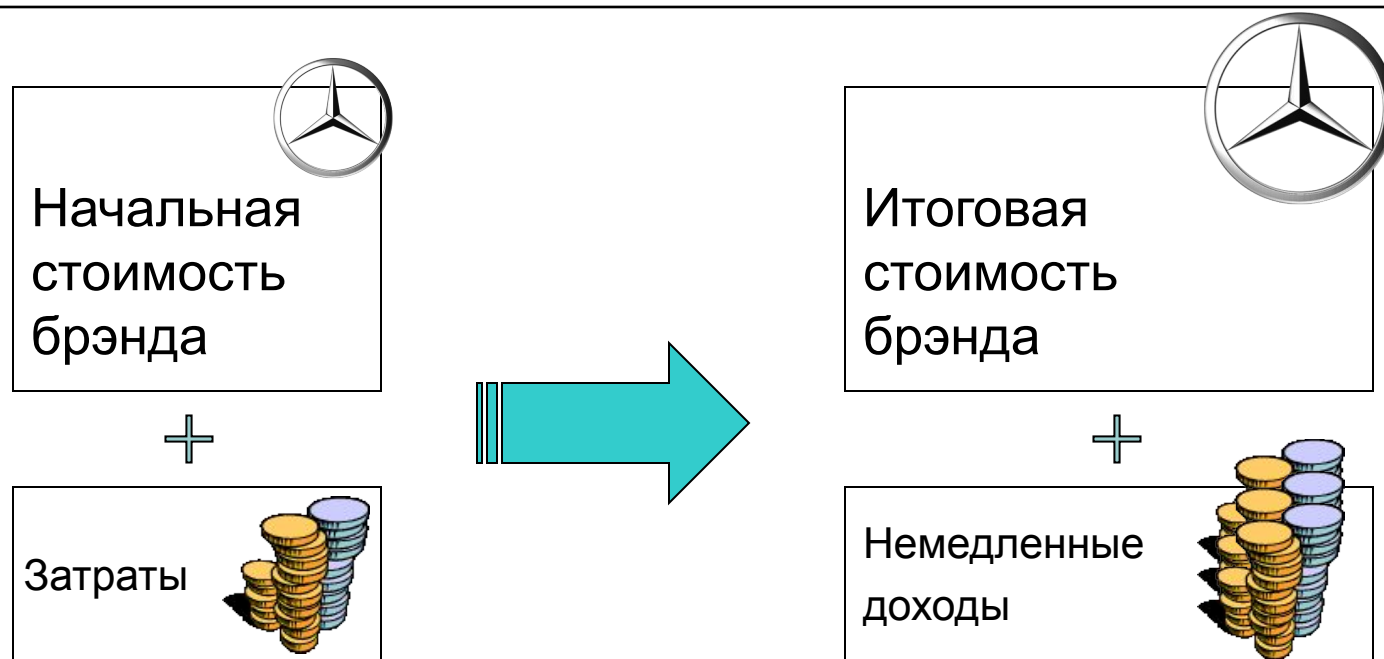 Начальная
стоимость
брэнда
Затраты
Итоговая
стоимость
брэнда
Немедленные
доходы